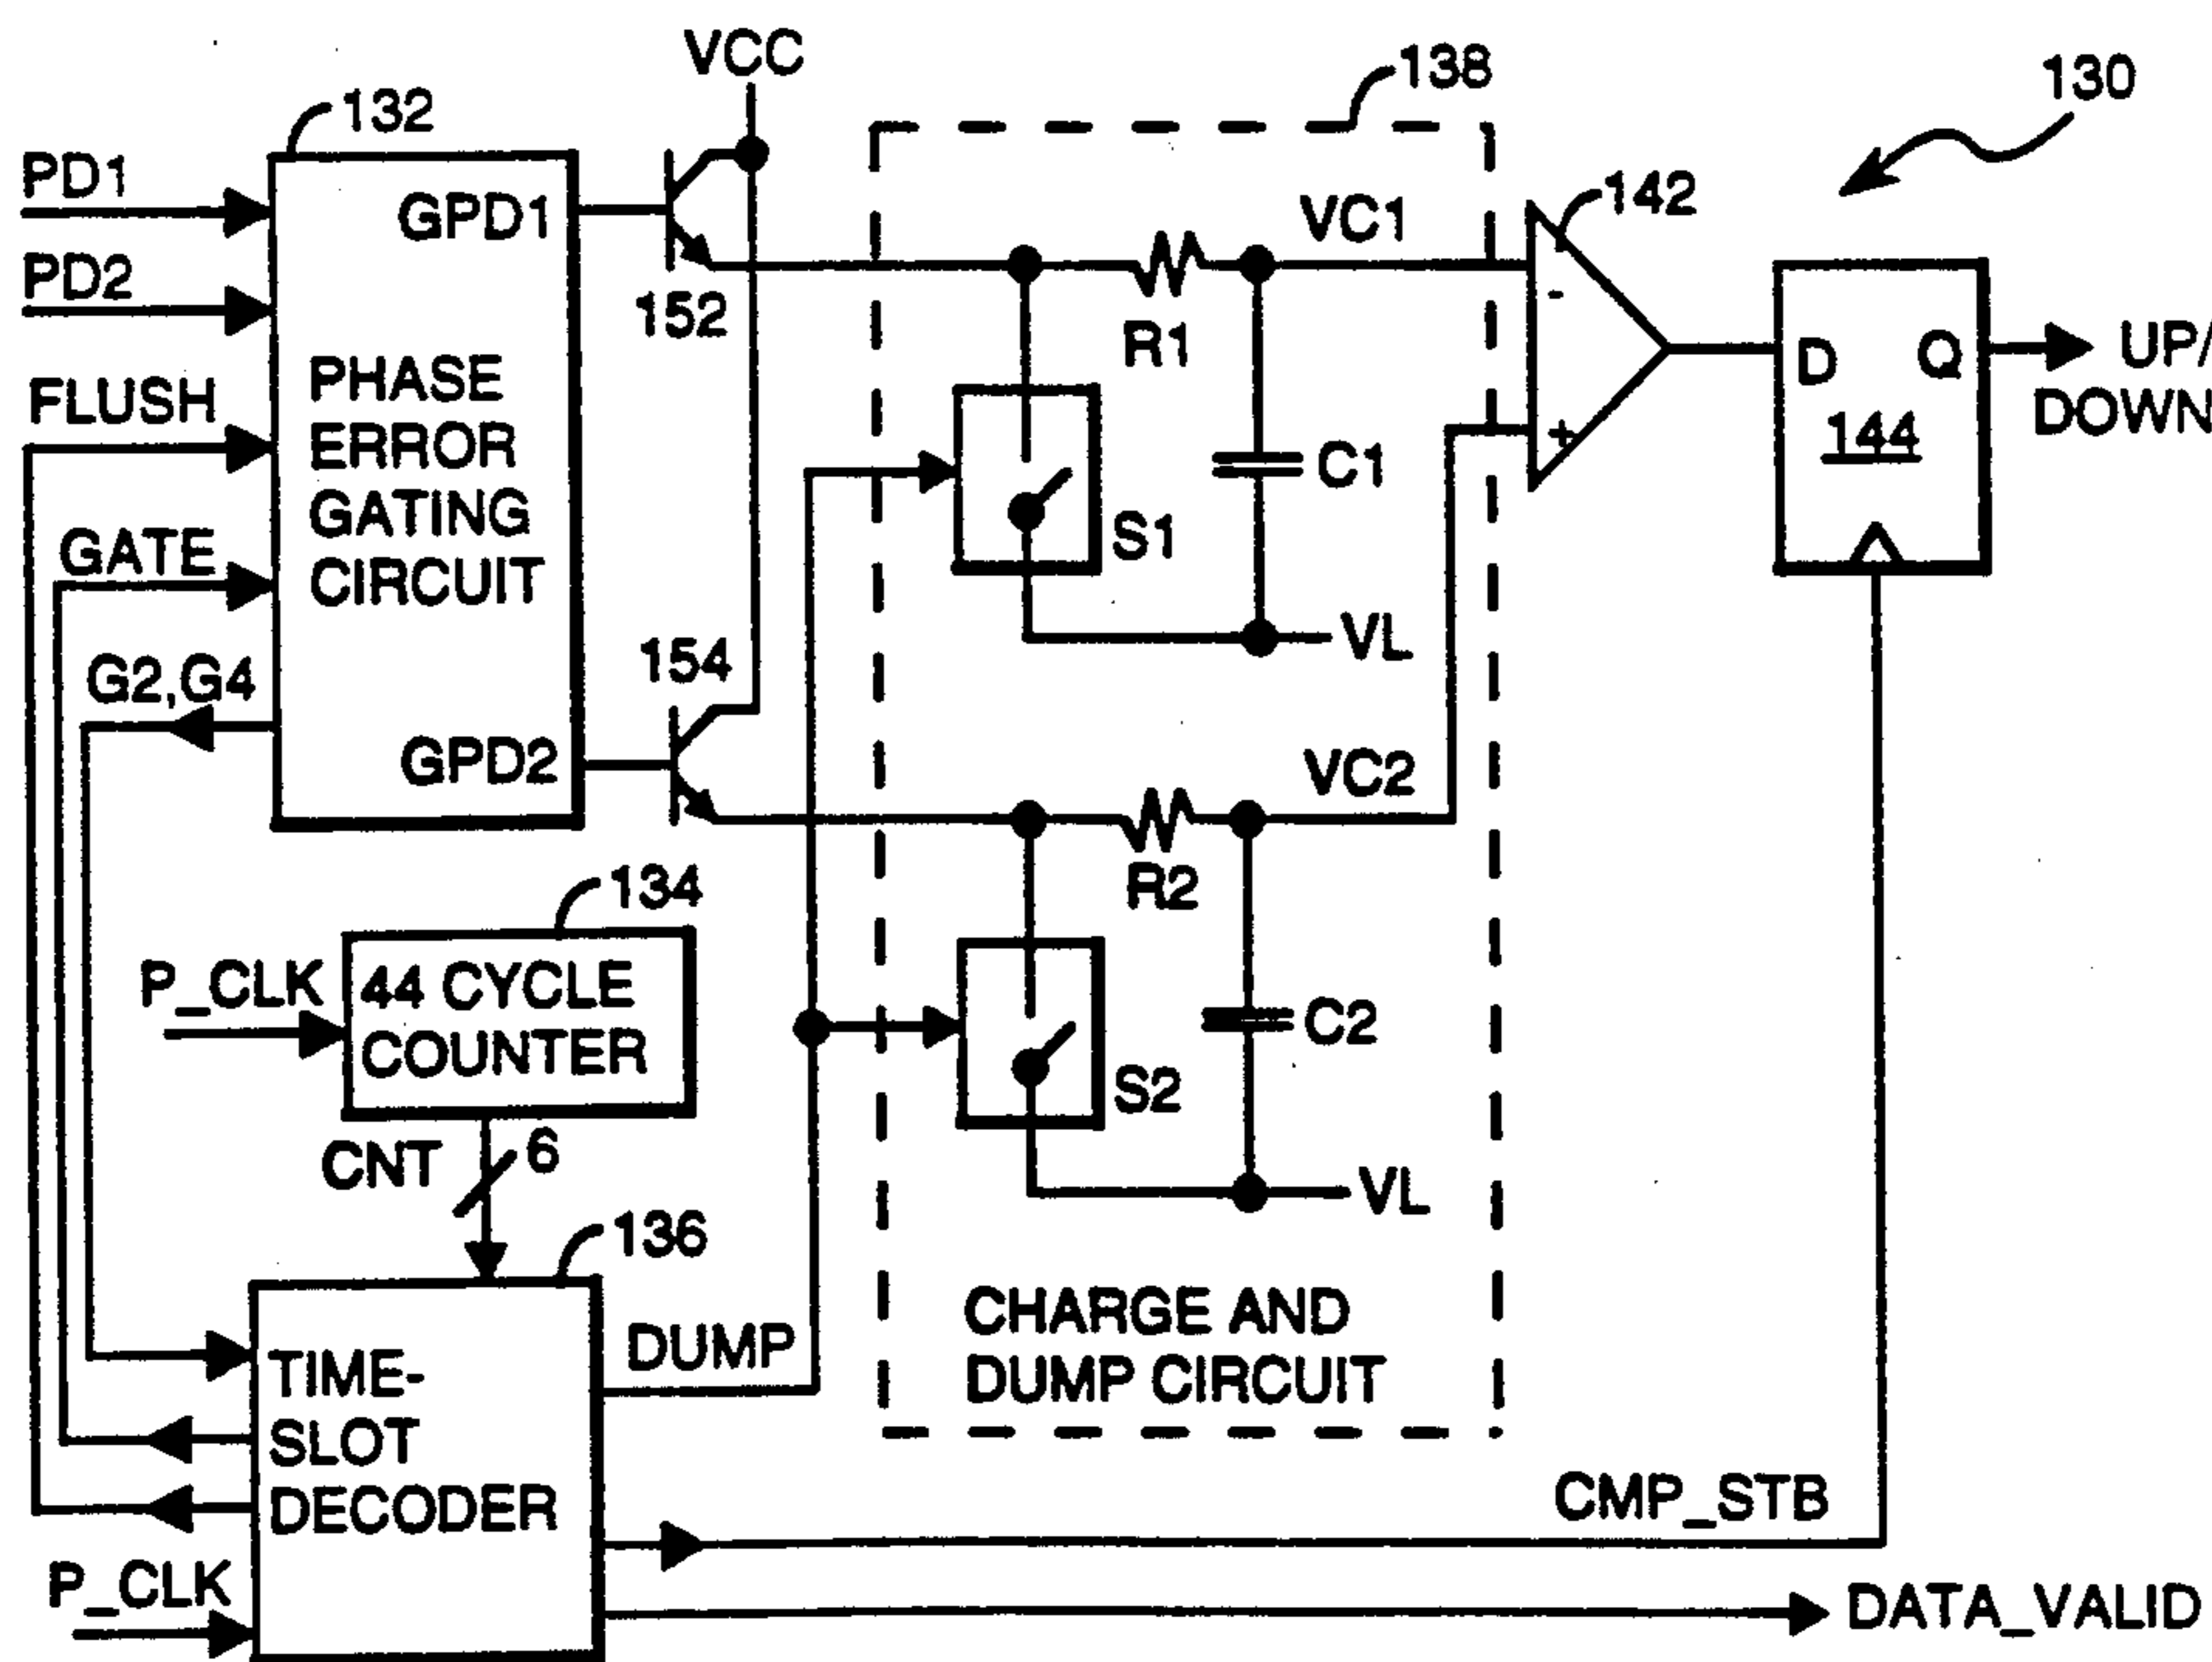 VCC
138
130
132
PD1
GPD1
142
PD2
VC1
152
R1
D
Q
UP/
DOWN
144
FLUSH
PHASE
ERROR
GATING
CIRCUIT
-
+
C1
S1
GATE
VL
154
G2,G4
GPD2
VC2
R2
134
P_CLK
44 CYCLE
COUNTER
C2
S2
CNT
6
VL
136
CHARGE AND
DUMP CIRCUIT
DUMP
TIME-
SLOT
DECODER
CMP_STB
P_CLK
DATA_VALID